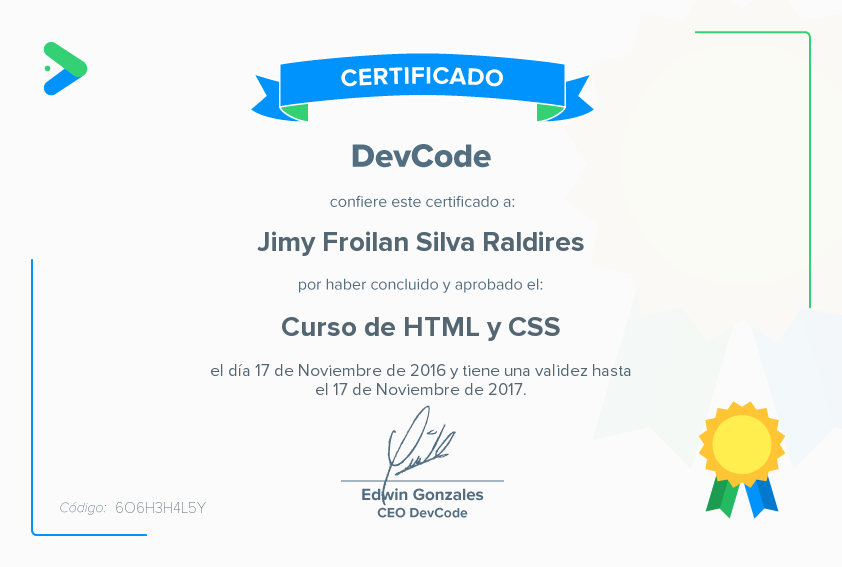 CERTIFICADO
DevCode
confiere este certificado a:
Jimy Froilan Silva Raldires
por haber concluido y aprobado el:
Curso de HTML y CSS
el día 17 de Noviembre de 2016 y tiene una validez hasta
el 17 de Noviembre de 2017.
Edwin Gonzales
CEO DevCode
Código: 6O6H3H4L5Y